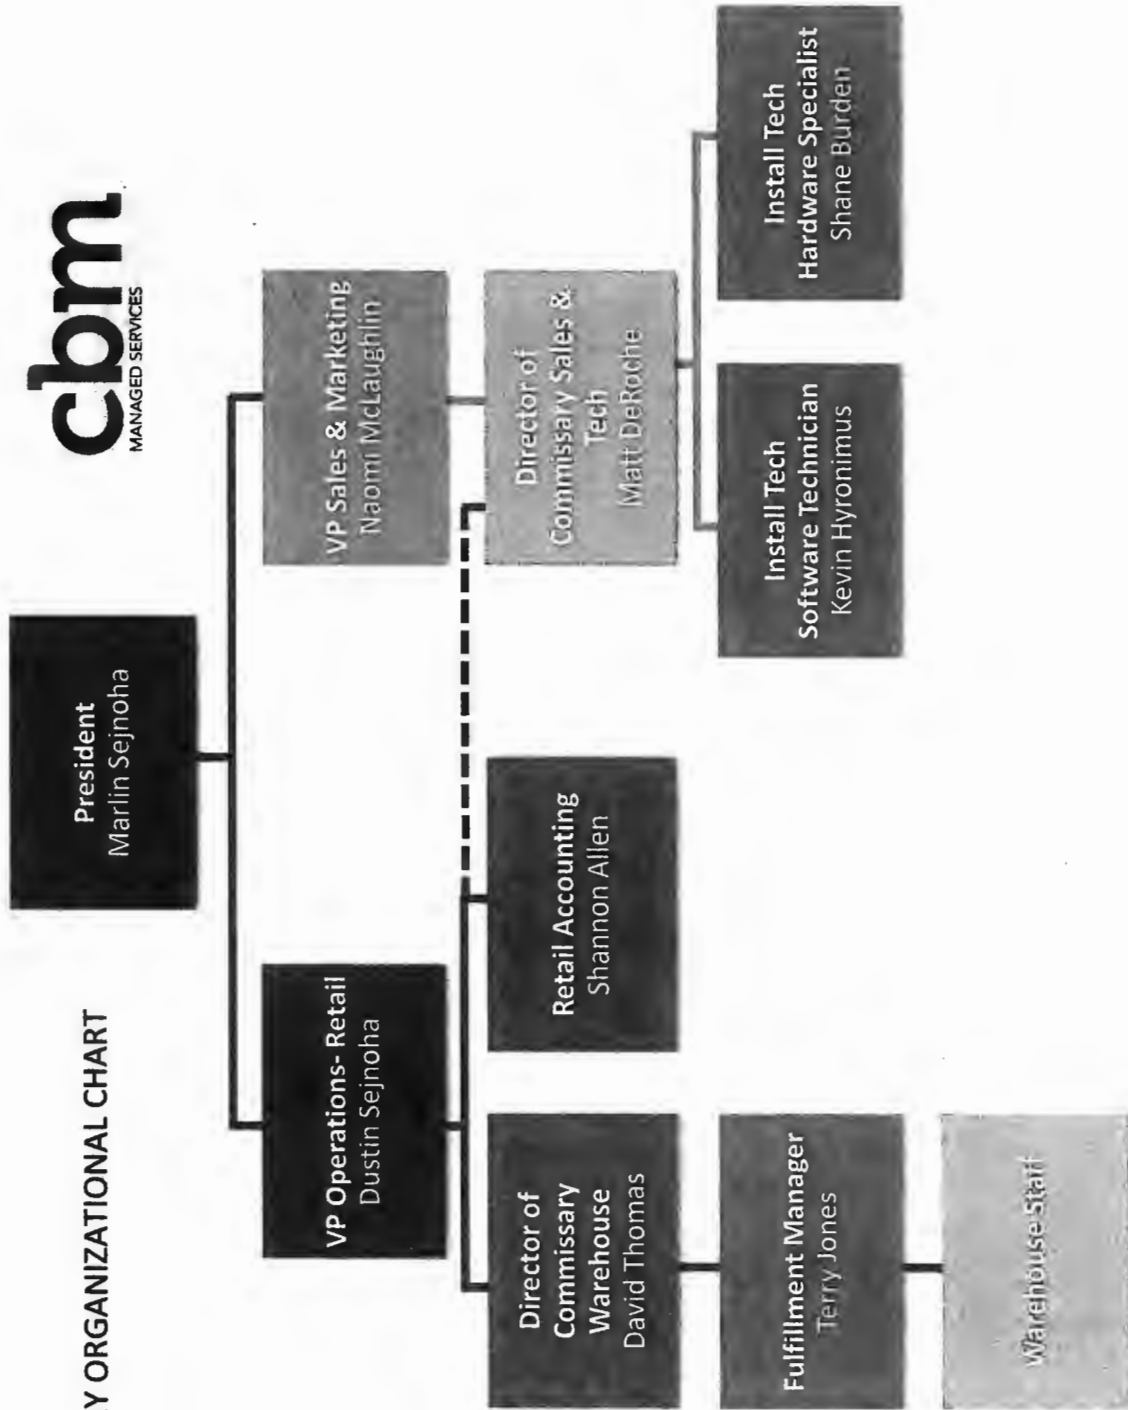 Y ORGANIZATIONAL CHART
cbm
MANAGED SERVICES
President
Marlin Sejnoha
VP Operations- Retail
Dustin Sejnoha
VP Sales & Marketing
Naomi McLaughlin
Director of
Commissary
Warehouse
David Thomas
Retail Accounting
Shannon Allen
Director of
Commissary Sales &
Tech
Matt DeRoche
Fulfillment Manager
Terry Jones
Install Tech
Software Technician
Kevin Hyronimus
Install Tech
Hardware Specialist
Shane Burden
Warehouse Staff